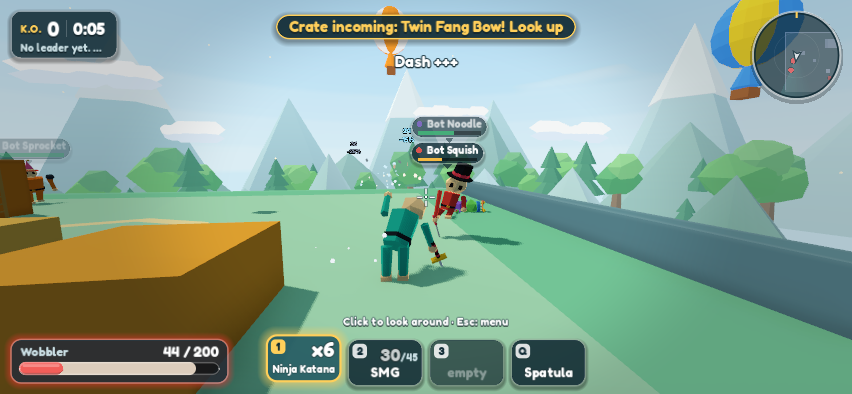 K.O. 0 0:05
No leader yet. ...
Crate incoming: Twin Fang Bow! Look up
Dash +++
Bot Noodle
Bot Squish
Bot Sprocket
Click to look around · Esc: menu
Wobbler 44 / 200
1 x6
Ninja Katana
2 30/45
SMG
3
empty
Q
Spatula